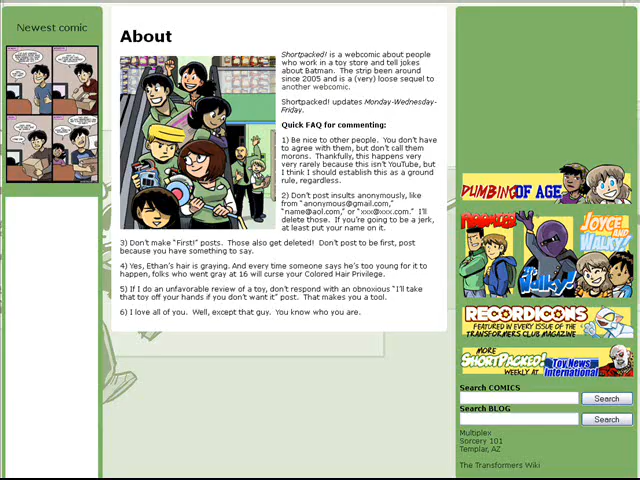 Newest comic
About
Shortpacked! is a webcomic about people
who work in a toy store and tell jokes
about Batman. The strip been around
since 2005 and is a (very) loose sequel to
another webcomic.
Shortpacked! updates Monday-Wednesday-
Friday.
Quick FAQ for commenting:
1) Be nice to other people. You don't have
to agree with them, but don't call them
morons. Thankfully, this happens very
very rarely because this isn't YouTube, but
I think I should establish this as a ground
rule, regardless.
2) Don't post insults anonymously, like
from "anonymous@gmail.com,"
"name@aol.com," or "xxx@xxx.com." I'll
delete those. If you're going to be a jerk,
at least put your name on it.
3) Don't make "First!" posts. Those also get deleted! Don't post to be first, post
because you have something to say.
4) Yes, Ethan's hair is graying. And every time someone says he's too young for it to
happen, folks who went gray at 16 will curse your Colored Hair Privilege.
5) If I do an unfavorable review of a toy, don't respond with an obnoxious "I'll take
that toy off your hands if you don't want it" post. That makes you a tool.
6) I love all of you. Well, except that guy. You know who you are.
DUMBING OF AGE
JOYCE
AND
WALKY!
it's Walky!
RECORDICONS
FEATURED IN EVERY ISSUE OF THE
TRANSFORMERS CLUB MAGAZINE
MORE
SHORTPACKED!
WEEKLY AT...
Toy News
International
Search COMICS
Search
Search BLOG
Search
Multiplex
Sorcery 101
Templar, AZ
The Transformers Wiki